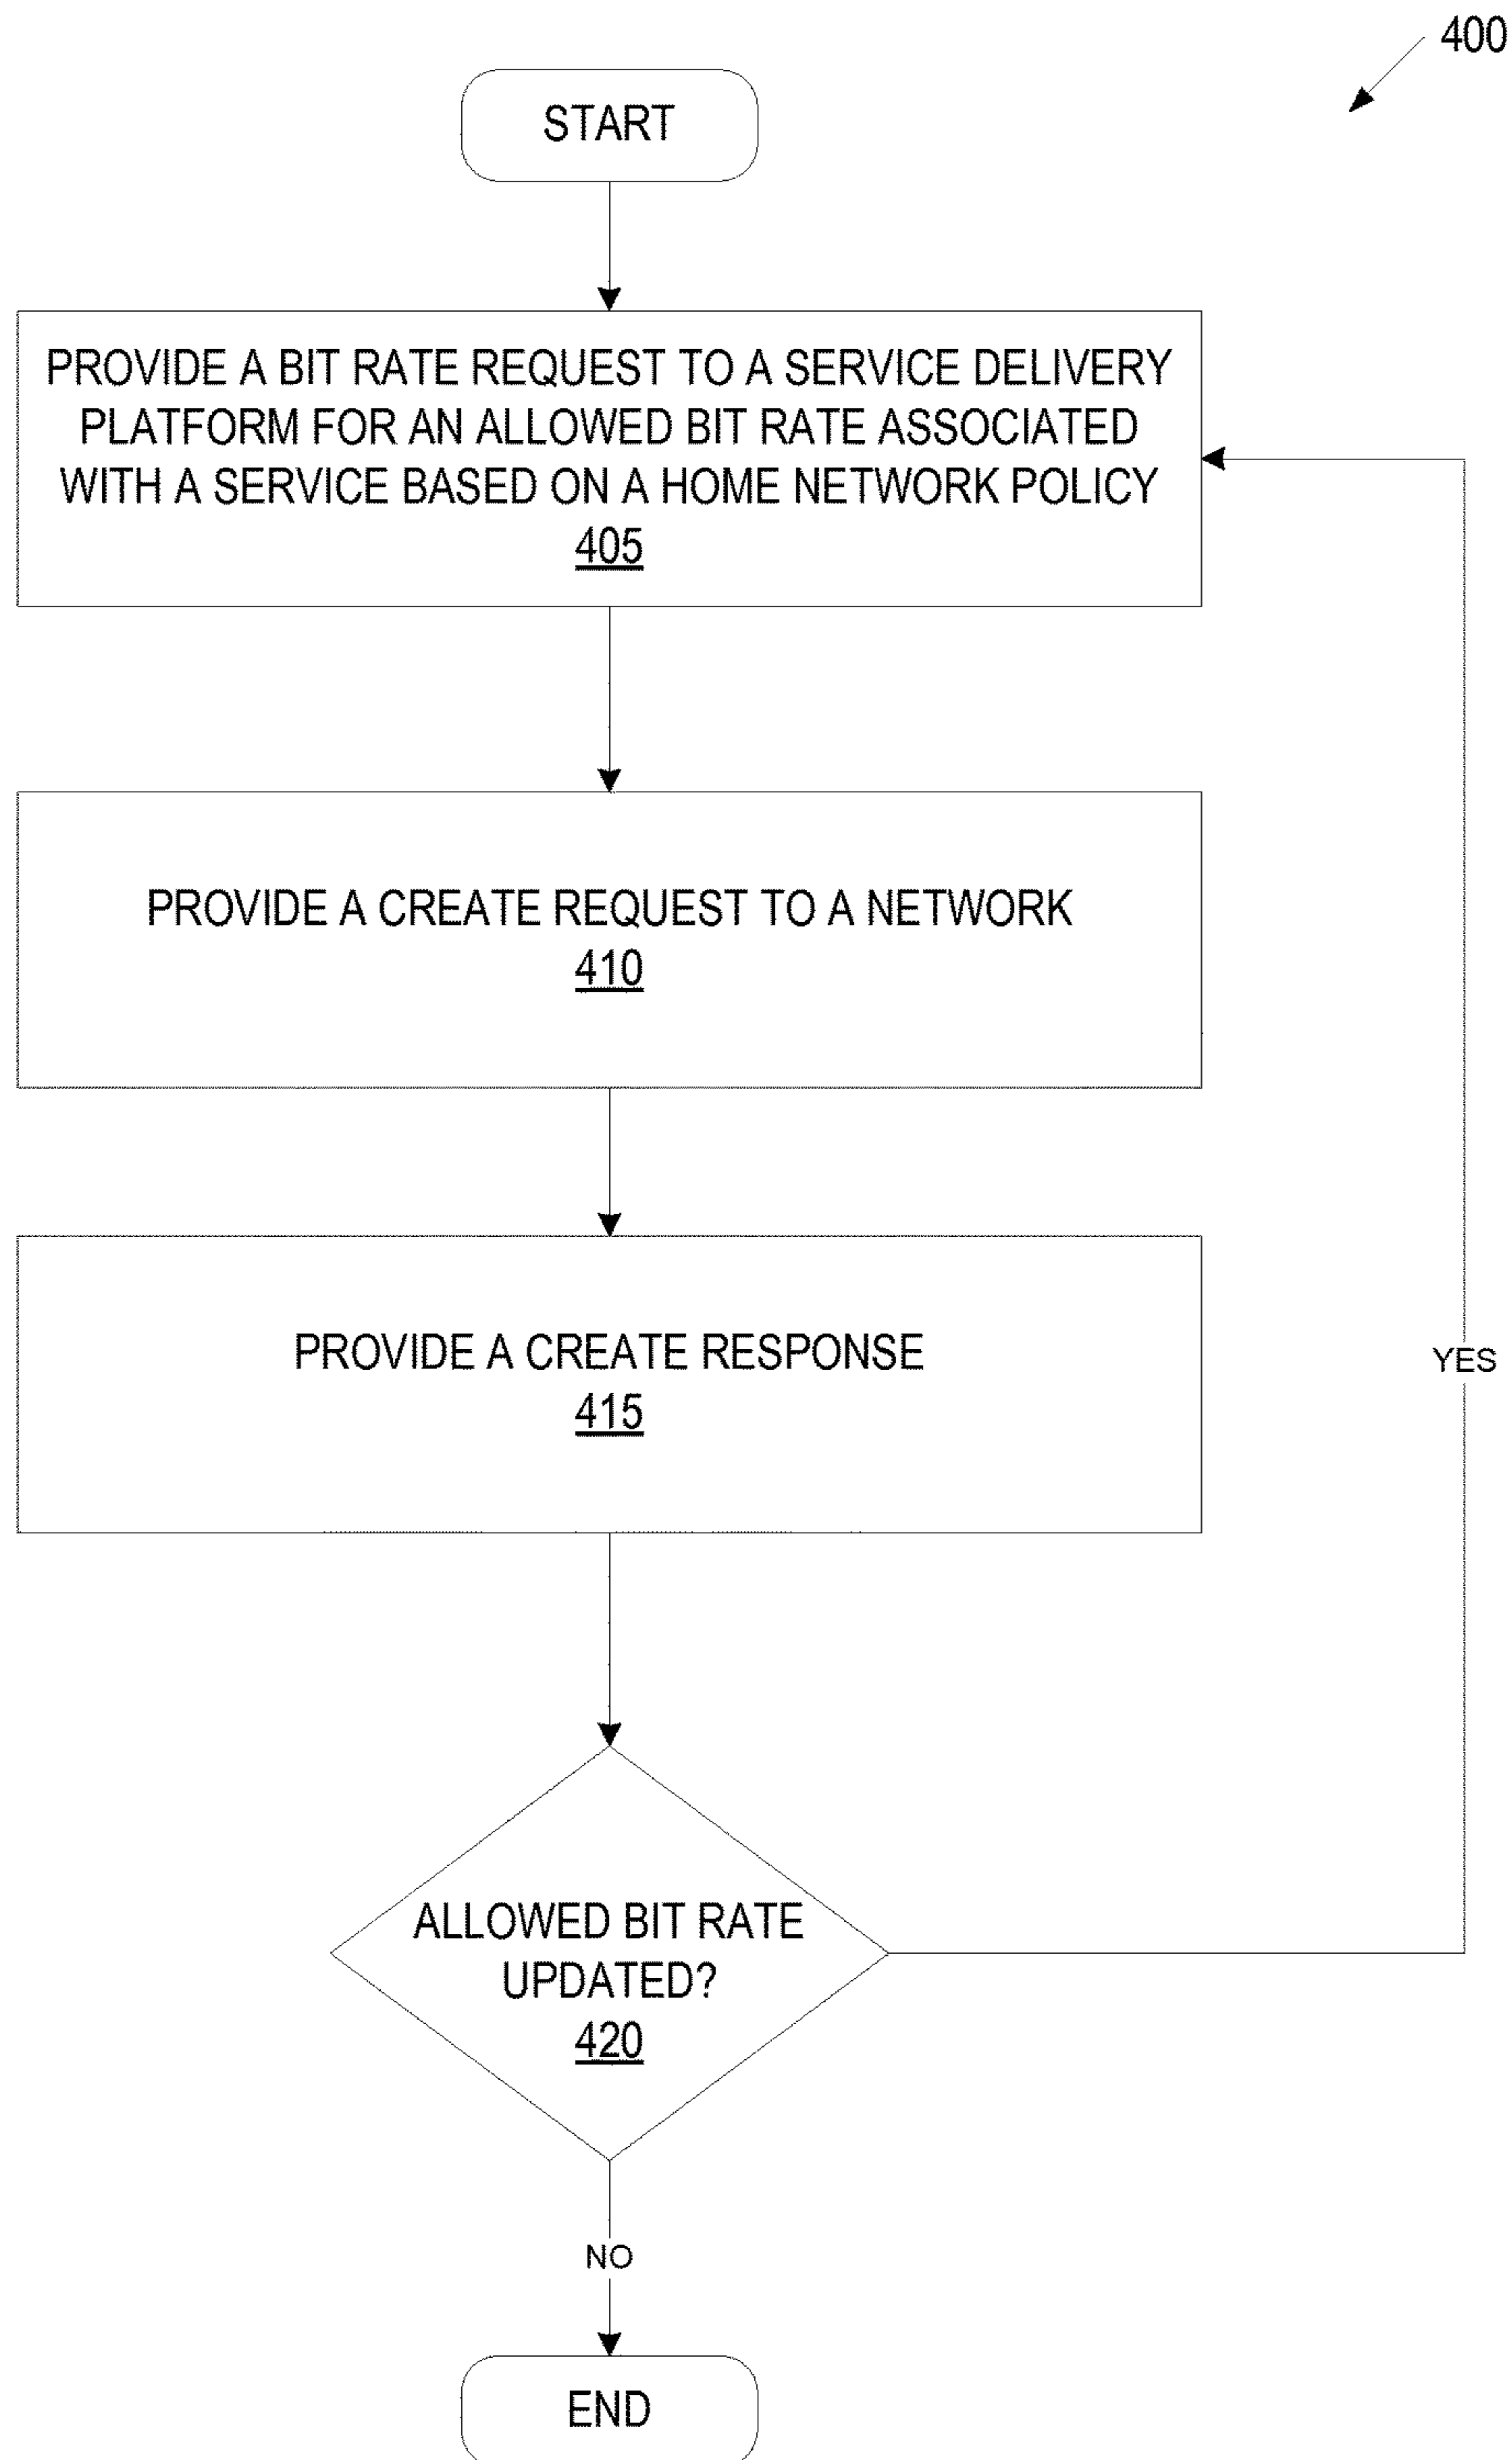 400
START
PROVIDE A BIT RATE REQUEST TO A SERVICE DELIVERY
PLATFORM FOR AN ALLOWED BIT RATE ASSOCIATED
WITH A SERVICE BASED ON A HOME NETWORK POLICY
405
PROVIDE A CREATE REQUEST TO A NETWORK
410
PROVIDE A CREATE RESPONSE
415
YES
ALLOWED BIT RATE
UPDATED?
420
NO
END